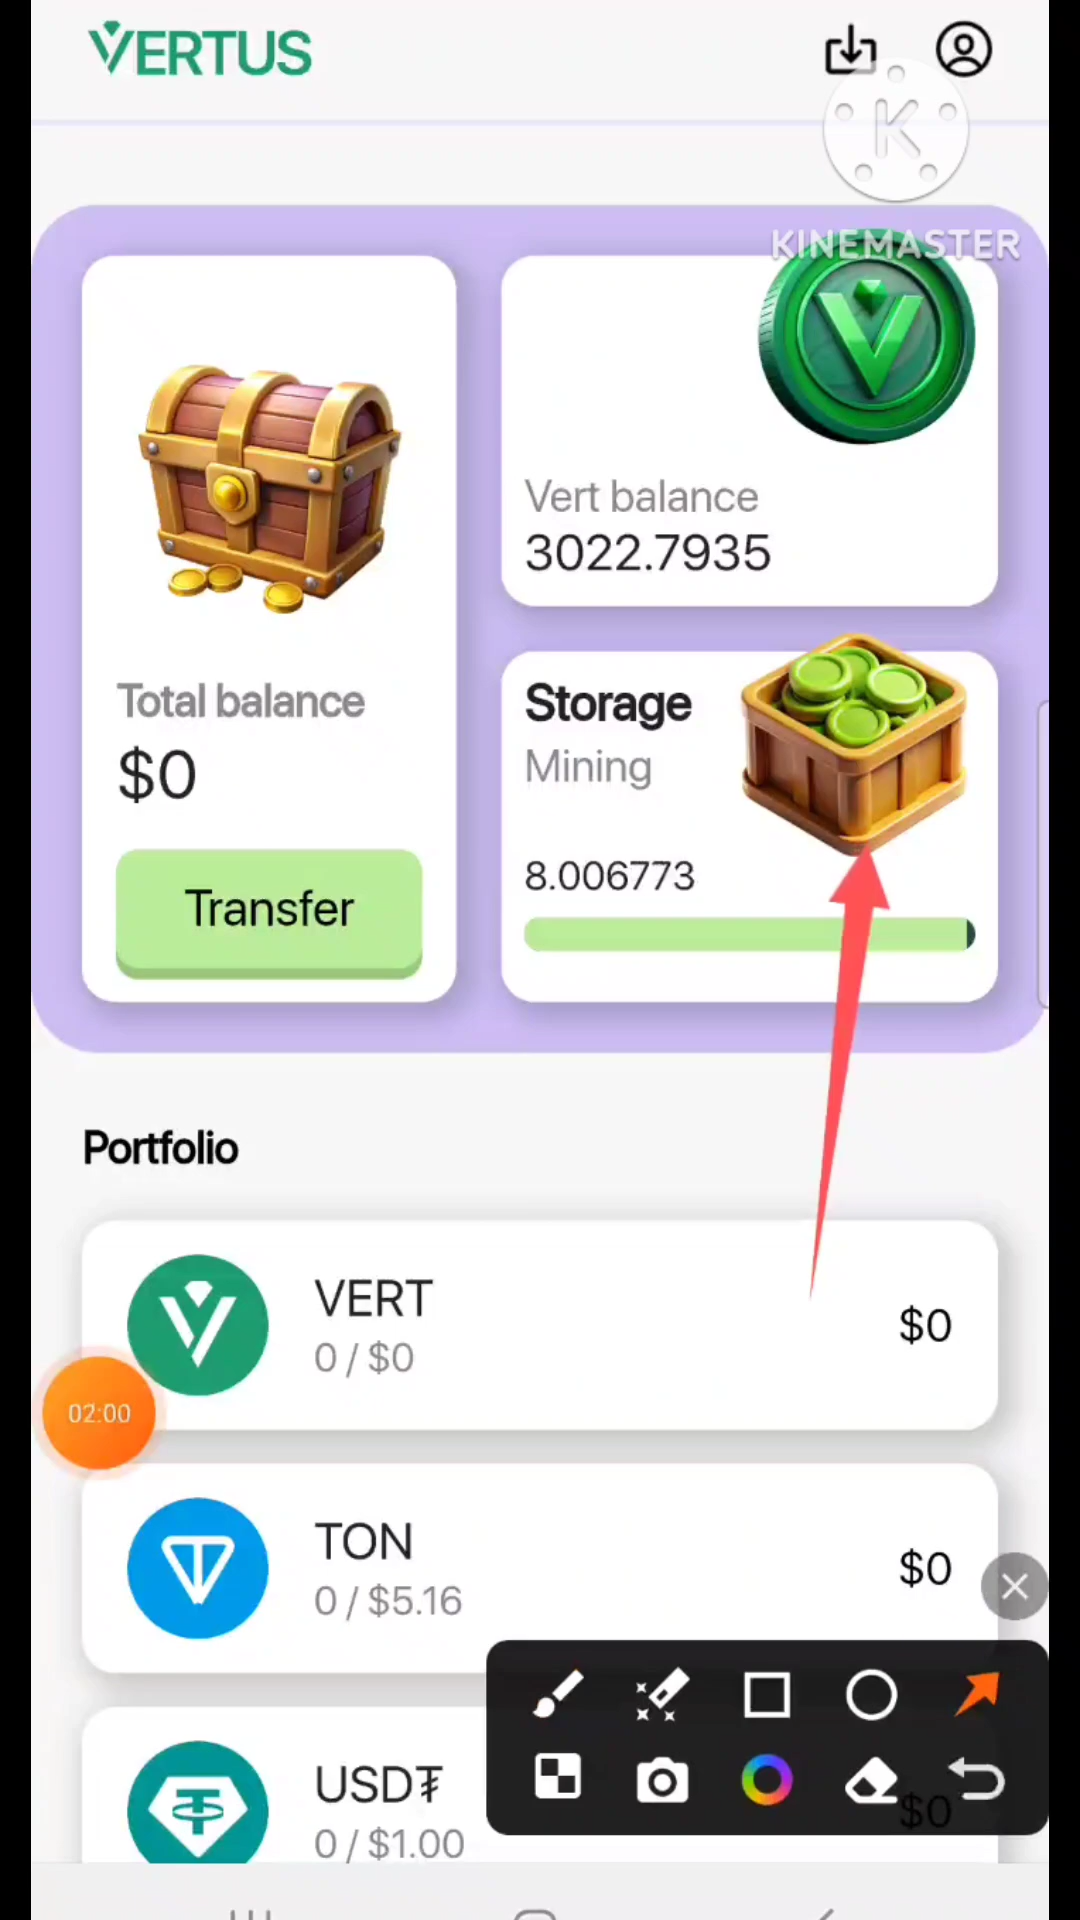 VERTUS
K
KINEMASTER
Vert balance
3022.7935
Total balance
$0
Transfer
Storage
Mining
8.006773
Portfolio
VERT
0 / $0
$0
02:00
TON
0 / $5.16
$0
USD₮
0 / $1.00
$0